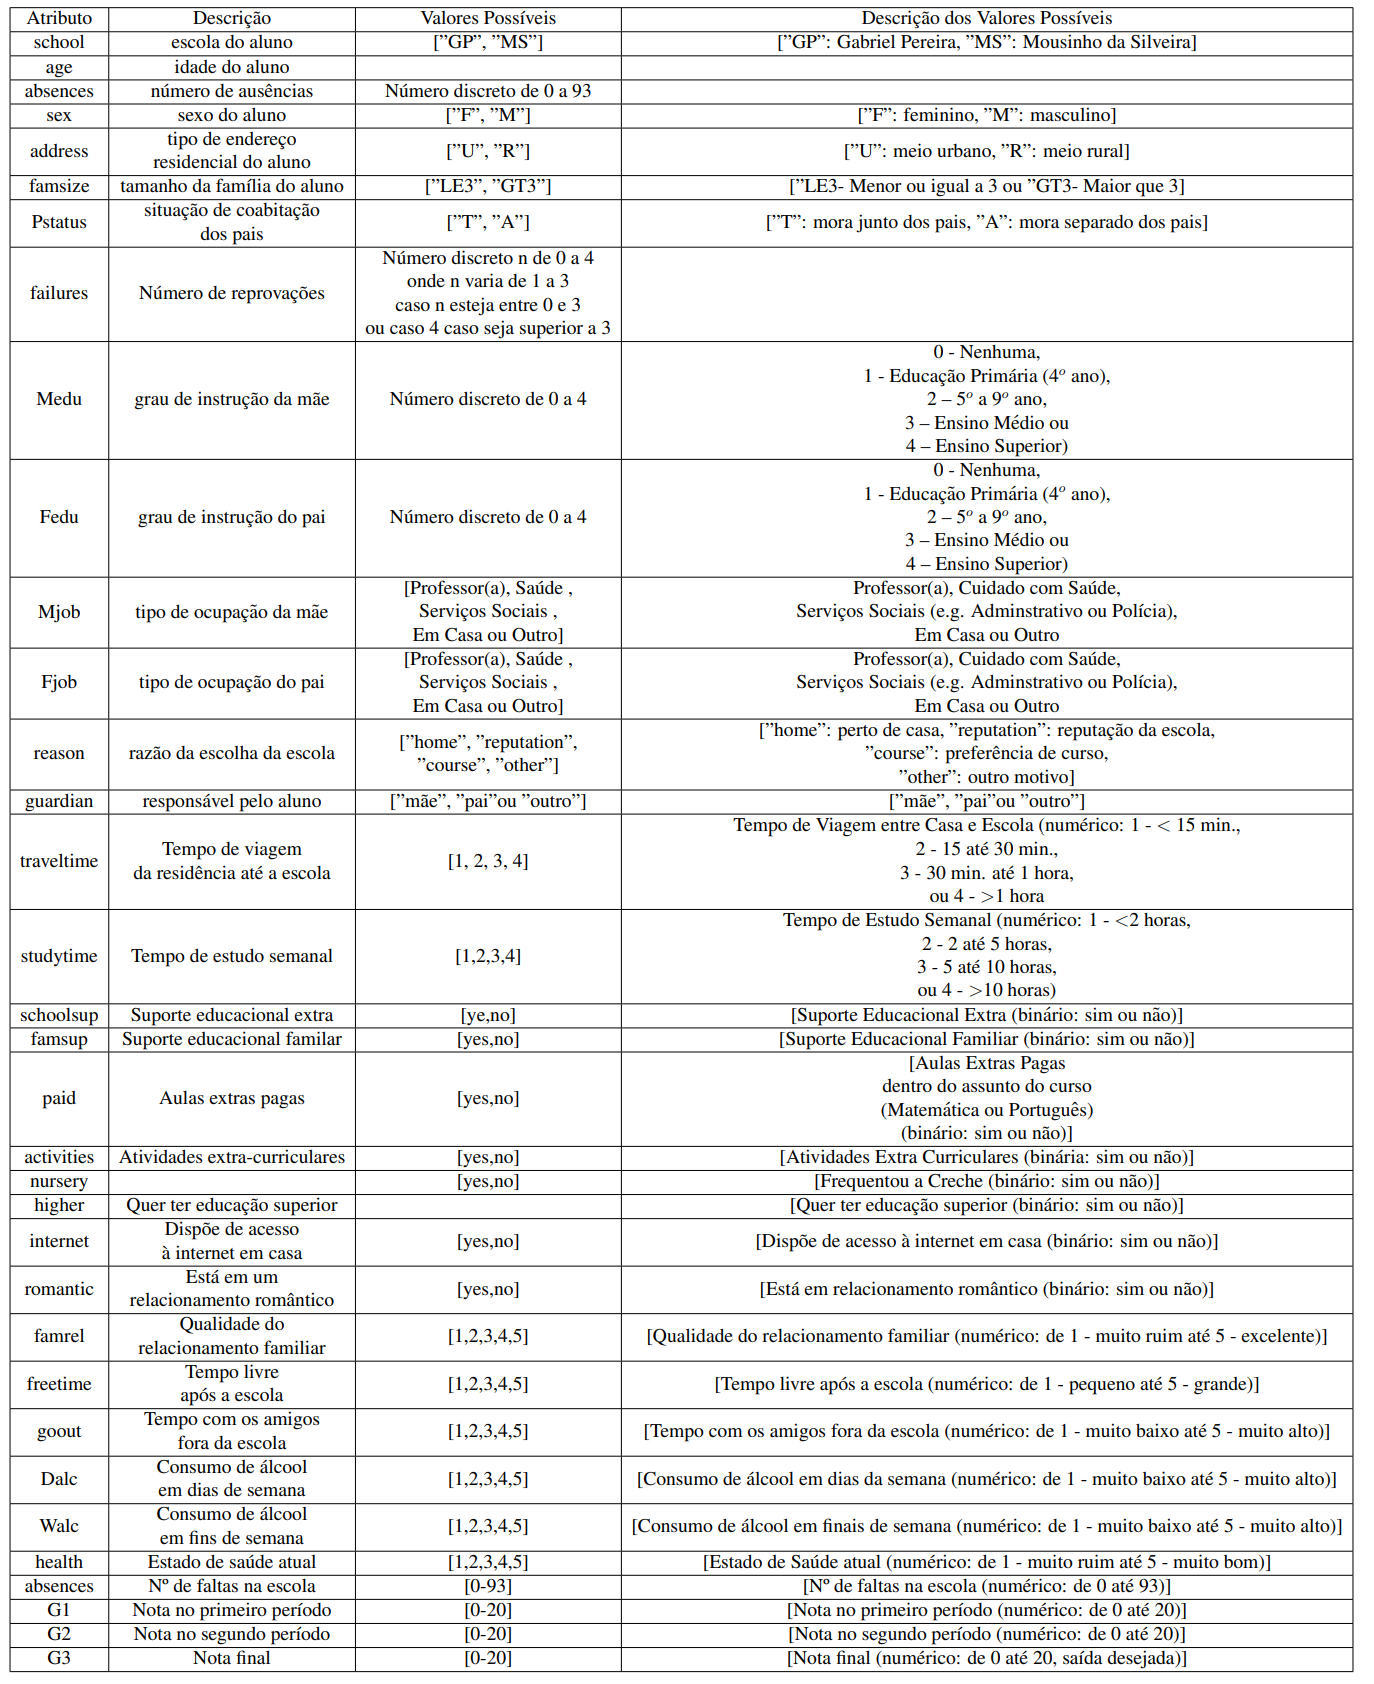 Atributo Descrição Valores Possíveis Descrição dos Valores Possíveis
school escola do aluno [”GP”, ”MS”] [”GP”: Gabriel Pereira, ”MS”: Mousinho da Silveira]
age idade do aluno
absences número de ausências Número discreto de 0 a 93
sex sexo do aluno [”F”, ”M”] [”F”: feminino, ”M”: masculino]
address tipo de endereço
residencial do aluno [”U”, ”R”] [”U”: meio urbano, ”R”: meio rural]
famsize tamanho da família do aluno [”LE3”, ”GT3”] [”LE3- Menor ou igual a 3 ou ”GT3- Maior que 3]
Pstatus situação de coabitação
dos pais [”T”, ”A”] [”T”: mora junto dos pais, ”A”: mora separado dos pais]
failures Número de reprovações Número discreto n de 0 a 4
onde n varia de 1 a 3
caso n esteja entre 0 e 3
ou caso 4 caso seja superior a 3
Medu grau de instrução da mãe Número discreto de 0 a 4 0 - Nenhuma,
1 - Educação Primária (4º ano),
2 – 5º a 9º ano,
3 – Ensino Médio ou
4 – Ensino Superior)
Fedu grau de instrução do pai Número discreto de 0 a 4 0 - Nenhuma,
1 - Educação Primária (4º ano),
2 – 5º a 9º ano,
3 – Ensino Médio ou
4 – Ensino Superior)
Mjob tipo de ocupação da mãe [Professor(a), Saúde ,
Serviços Sociais ,
Em Casa ou Outro]
Professor(a), Cuidado com Saúde,
Serviços Sociais (e.g. Adminstrativo ou Polícia),
Em Casa ou Outro
Fjob tipo de ocupação do pai [Professor(a), Saúde ,
Serviços Sociais ,
Em Casa ou Outro]
Professor(a), Cuidado com Saúde,
Serviços Sociais (e.g. Adminstrativo ou Polícia),
Em Casa ou Outro
reason razão da escolha da escola [”home”, ”reputation”,
”course”, ”other”]
[”home”: perto de casa, ”reputation”: reputação da escola,
”course”: preferência de curso,
”other”: outro motivo]
guardian responsável pelo aluno [”mãe”, ”pai”ou ”outro”] [”mãe”, ”pai”ou ”outro”]
traveltime Tempo de viagem
da residência até a escola [1, 2, 3, 4] Tempo de Viagem entre Casa e Escola (numérico: 1 - < 15 min.,
2 - 15 até 30 min.,
3 - 30 min. até 1 hora,
ou 4 - >1 hora
studytime Tempo de estudo semanal [1,2,3,4] Tempo de Estudo Semanal (numérico: 1 - <2 horas,
2 - 2 até 5 horas,
3 - 5 até 10 horas,
ou 4 - >10 horas)
schoolsup Suporte educacional extra [ye,no] [Suporte Educacional Extra (binário: sim ou não)]
famsup Suporte educacional familar [yes,no] [Suporte Educacional Familiar (binário: sim ou não)]
paid Aulas extras pagas [yes,no] [Aulas Extras Pagas
dentro do assunto do curso
(Matemática ou Português)
(binário: sim ou não)]
activities Atividades extra-curriculares [yes,no] [Atividades Extra Curriculares (binária: sim ou não)]
nursery [yes,no] [Frequentou a Creche (binário: sim ou não)]
higher Quer ter educação superior [Quer ter educação superior (binário: sim ou não)]
internet Dispõe de acesso
à internet em casa [yes,no] [Dispõe de acesso à internet em casa (binário: sim ou não)]
romantic Está em um
relacionamento romântico [yes,no] [Está em relacionamento romântico (binário: sim ou não)]
famrel Qualidade do
relacionamento familiar [1,2,3,4,5] [Qualidade do relacionamento familiar (numérico: de 1 - muito ruim até 5 - excelente)]
freetime Tempo livre
após a escola [1,2,3,4,5] [Tempo livre após a escola (numérico: de 1 - pequeno até 5 - grande)]
goout Tempo com os amigos
fora da escola [1,2,3,4,5] [Tempo com os amigos fora da escola (numérico: de 1 - muito baixo até 5 - muito alto)]
Dalc Consumo de álcool
em dias de semana [1,2,3,4,5] [Consumo de álcool em dias da semana (numérico: de 1 - muito baixo até 5 - muito alto)]
Walc Consumo de álcool
em fins de semana [1,2,3,4,5] [Consumo de álcool em finais de semana (numérico: de 1 - muito baixo até 5 - muito alto)]
health Estado de saúde atual [1,2,3,4,5] [Estado de Saúde atual (numérico: de 1 - muito ruim até 5 - muito bom)]
absences Nº de faltas na escola [0-93] [Nº de faltas na escola (numérico: de 0 até 93)]
G1 Nota no primeiro período [0-20] [Nota no primeiro período (numérico: de 0 até 20)]
G2 Nota no segundo período [0-20] [Nota no segundo período (numérico: de 0 até 20)]
G3 Nota final [0-20] [Nota final (numérico: de 0 até 20, saída desejada)]